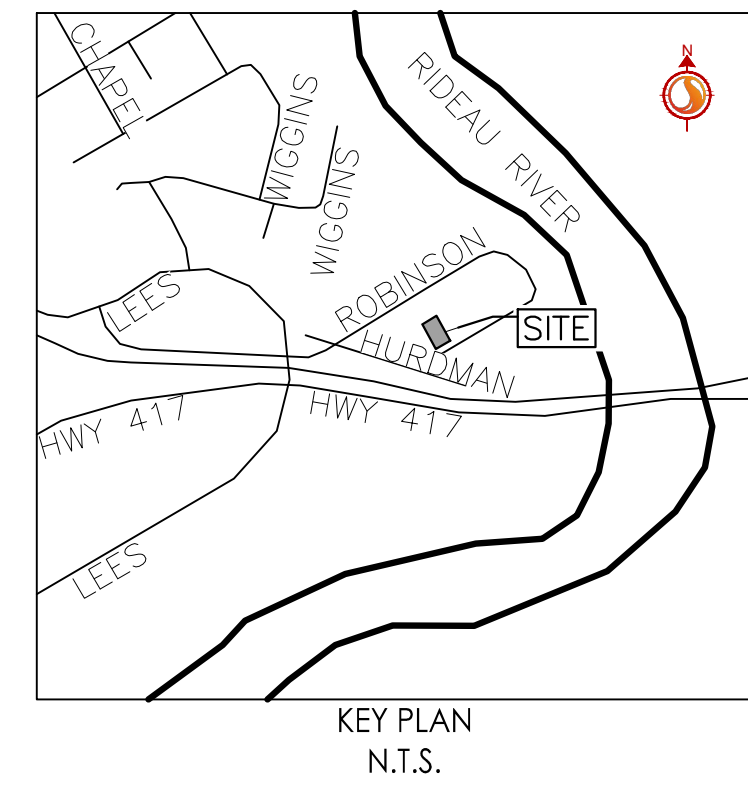 N
CHAPEL
RIDEAU RIVER
WIGGINS
WIGGINS
ROBINSON
LEES
SITE
HURDMAN
HWY 417
HWY 417
LEES
KEY PLAN
N.T.S.